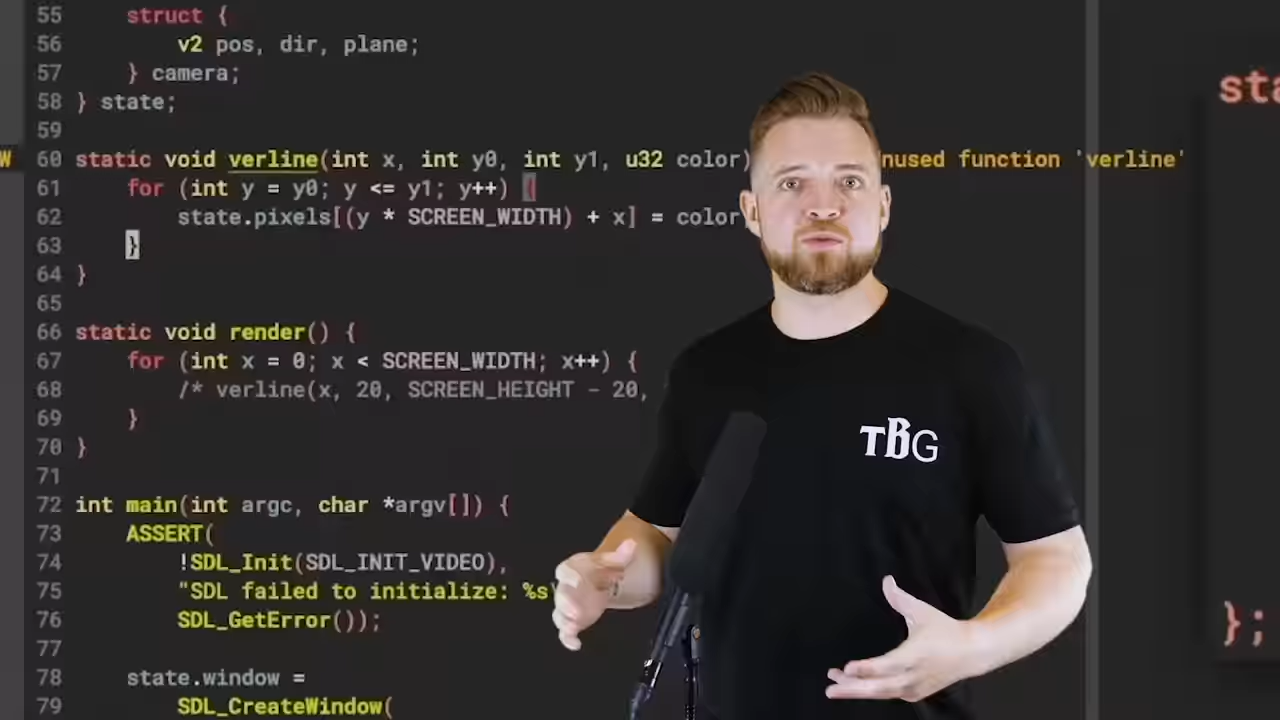 55 struct {
56 v2 pos, dir, plane;
57 } camera;
58 } state;
59
W 60 static void verline(int x, int y0, int y1, u32 color) nused function 'verline'
61 for (int y = y0; y <= y1; y++) {
62 state.pixels[(y * SCREEN_WIDTH) + x] = color
63 }
64 }
65
66 static void render() {
67 for (int x = 0; x < SCREEN_WIDTH; x++) {
68 /* verline(x, 20, SCREEN_HEIGHT - 20,
69 }
70 }
71
72 int main(int argc, char *argv[]) {
73 ASSERT(
74 !SDL_Init(SDL_INIT_VIDEO),
75 "SDL failed to initialize: %s\
76 SDL_GetError());
77
78 state.window =
79 SDL_CreateWindow(
sta
};
TBG